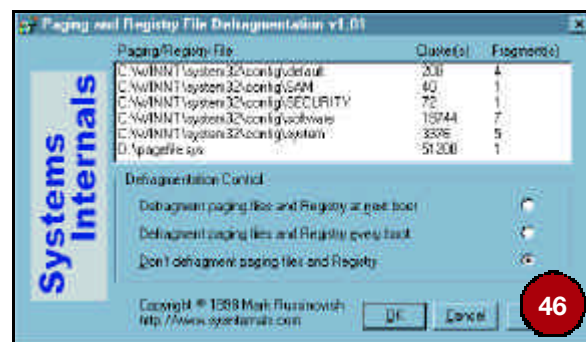 Paging and Registry File Defragmentation v1.01
Paging/Registry File Cluster(s) Fragment(s)
C:\WINNT\system32\config\default 208 4
C:\WINNT\system32\config\SAM 40 1
C:\WINNT\system32\config\SECURITY 72 1
C:\WINNT\system32\config\software 7
C:\WINNT\system32\config\system 3376 5
D:\pagefile.sys 51208 1
Systems
Internals
Defragmentation Control
Defragment paging files and Registry at next boot
Defragment paging files and Registry every boot
Don't defragment paging files and Registry
Copyright © 1998 Mark Russinovich
http://www.sysinternals.com
OK Cancel
46